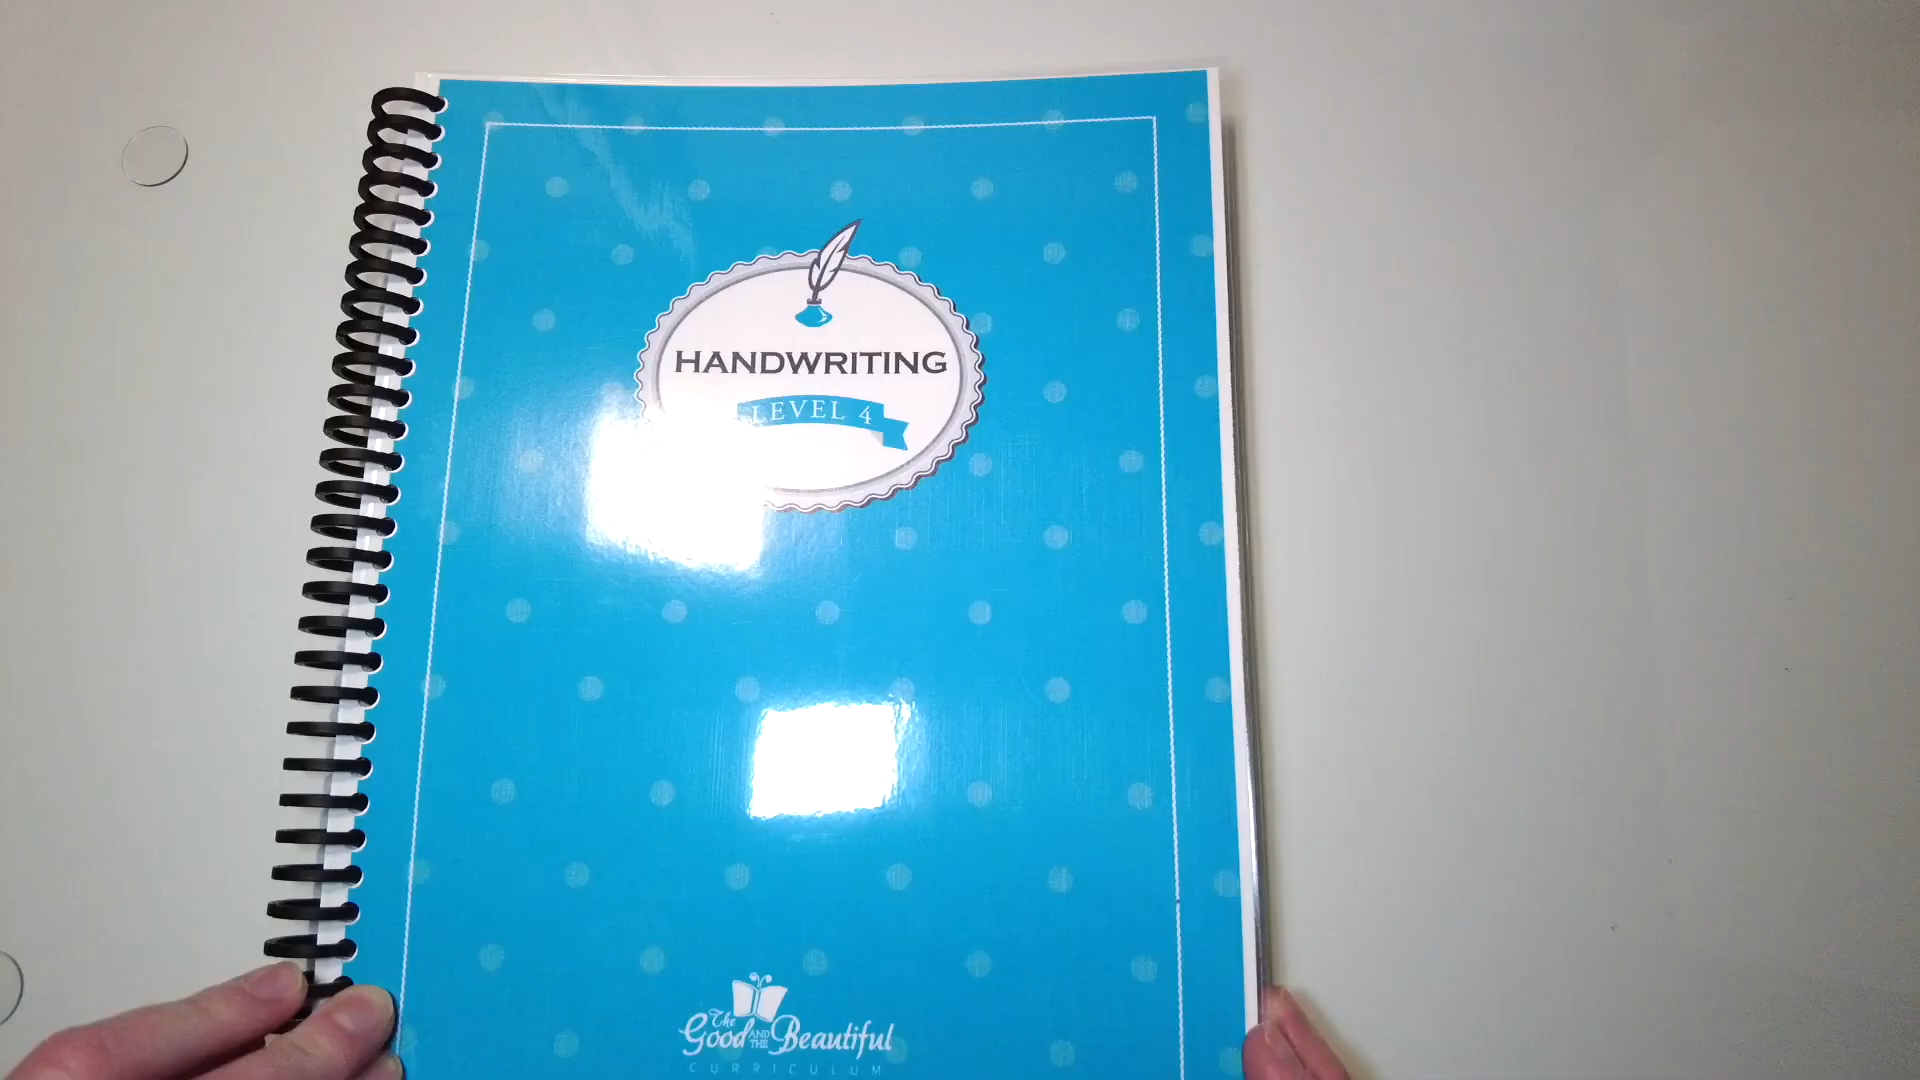 HANDWRITING
LEVEL 4
The
Good AND THE Beautiful
CURRICULUM